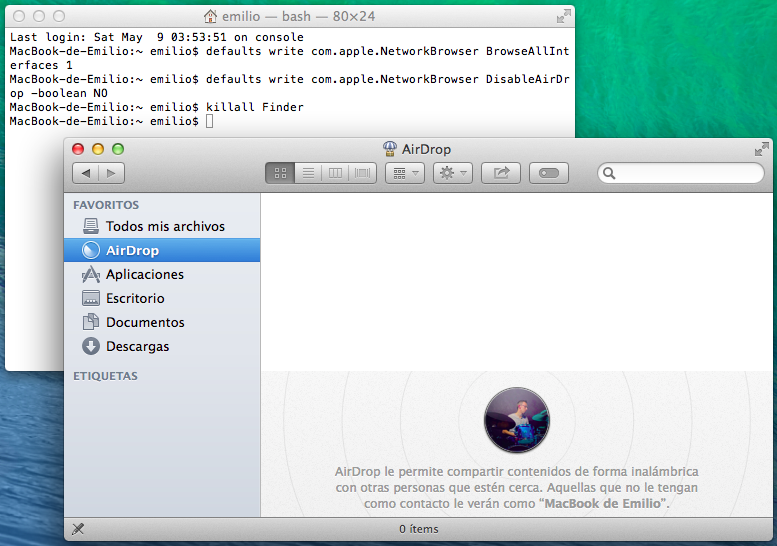 emilio — bash — 80×24
Last login: Sat May  9 03:53:51 on console
MacBook-de-Emilio:~ emilio$ defaults write com.apple.NetworkBrowser BrowseAllInt
erfaces 1
MacBook-de-Emilio:~ emilio$ defaults write com.apple.NetworkBrowser DisableAirDr
op -boolean NO
MacBook-de-Emilio:~ emilio$ killall Finder
MacBook-de-Emilio:~ emilio$
AirDrop
FAVORITOS
Todos mis archivos
AirDrop
Aplicaciones
Escritorio
Documentos
Descargas
ETIQUETAS
AirDrop le permite compartir contenidos de forma inalámbrica
con otras personas que estén cerca. Aquellas que no le tengan
como contacto le verán como “MacBook de Emilio”.
0 ítems